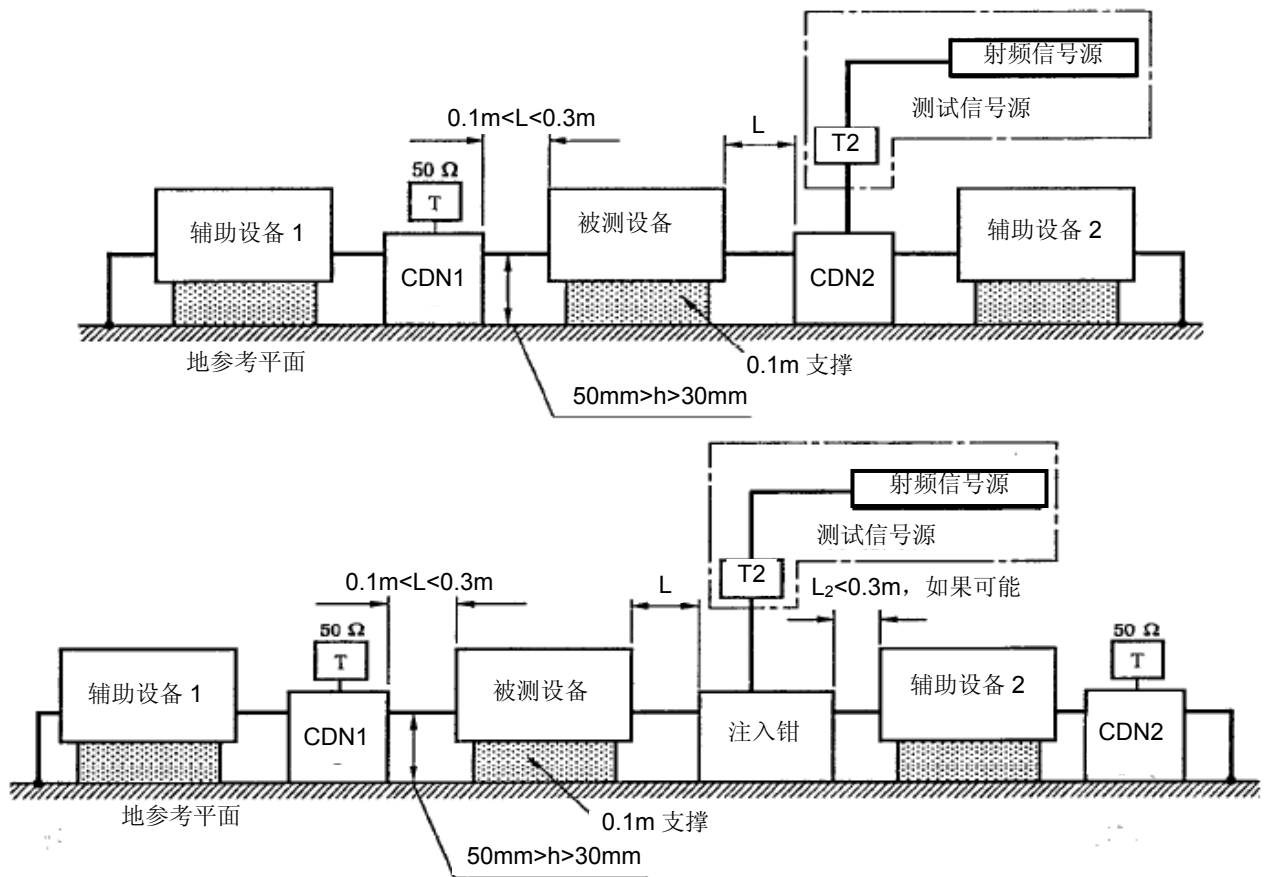 射频信号源
测试信号源
0.1m<L<0.3m
L
T2
50 Ω
T
辅助设备 1
CDN1
被测设备
CDN2
辅助设备 2
地参考平面
0.1m 支撑
50mm>h>30mm
射频信号源
测试信号源
0.1m<L<0.3m
L
T2
L₂<0.3m，如果可能
50 Ω
T
50 Ω
T
辅助设备 1
CDN1
被测设备
注入钳
辅助设备 2
CDN2
地参考平面
0.1m 支撑
50mm>h>30mm